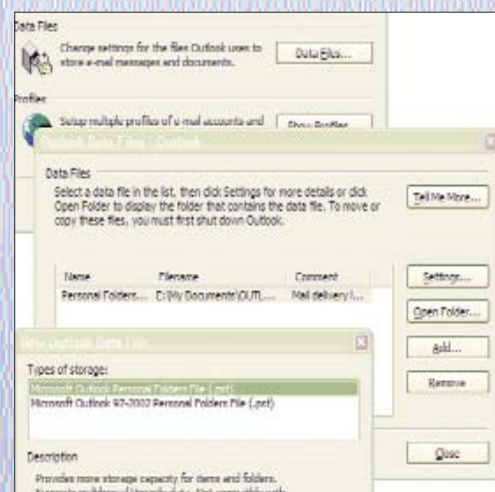 Data Files
Change settings for the files Outlook uses to
store e-mail messages and documents.
Data Files...
Profiles
Setup multiple profiles of e-mail accounts and
Show Profiles...
Outlook Data Files - Outlook
Data Files
Select a data file in the list, then click Settings for more details or click
Open Folder to display the folder that contains the data file. To move or
copy these files, you must first shut down Outlook.
Tell Me More...
Name Filename Comment
Personal Folders... E:\My Documents\OUTL... Mail delivery l...
Settings...
Open Folder...
Add...
Remove
New Outlook Data File
Types of storage:
Microsoft Outlook Personal Folders File (.pst)
Microsoft Outlook 97-2002 Personal Folders File (.pst)
Close
Description
Provides more storage capacity for items and folders.